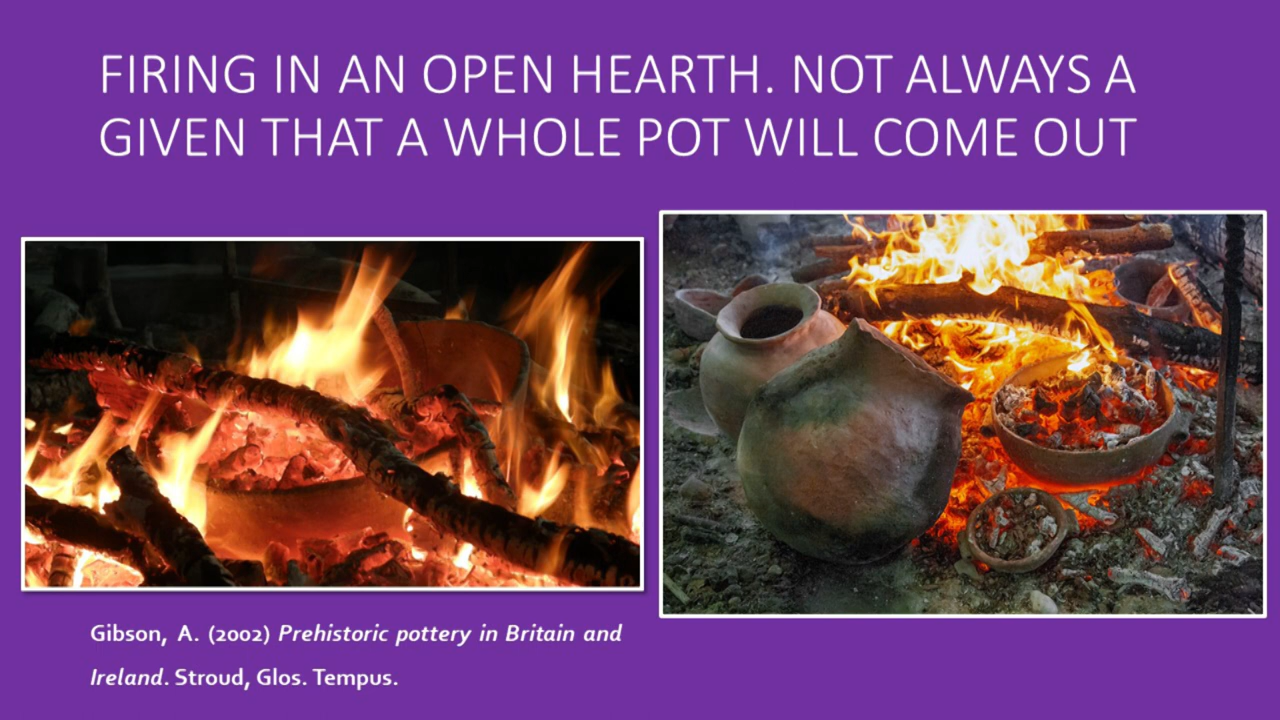 FIRING IN AN OPEN HEARTH. NOT ALWAYS A
GIVEN THAT A WHOLE POT WILL COME OUT
Gibson, A. (2002) Prehistoric pottery in Britain and
Ireland. Stroud, Glos. Tempus.